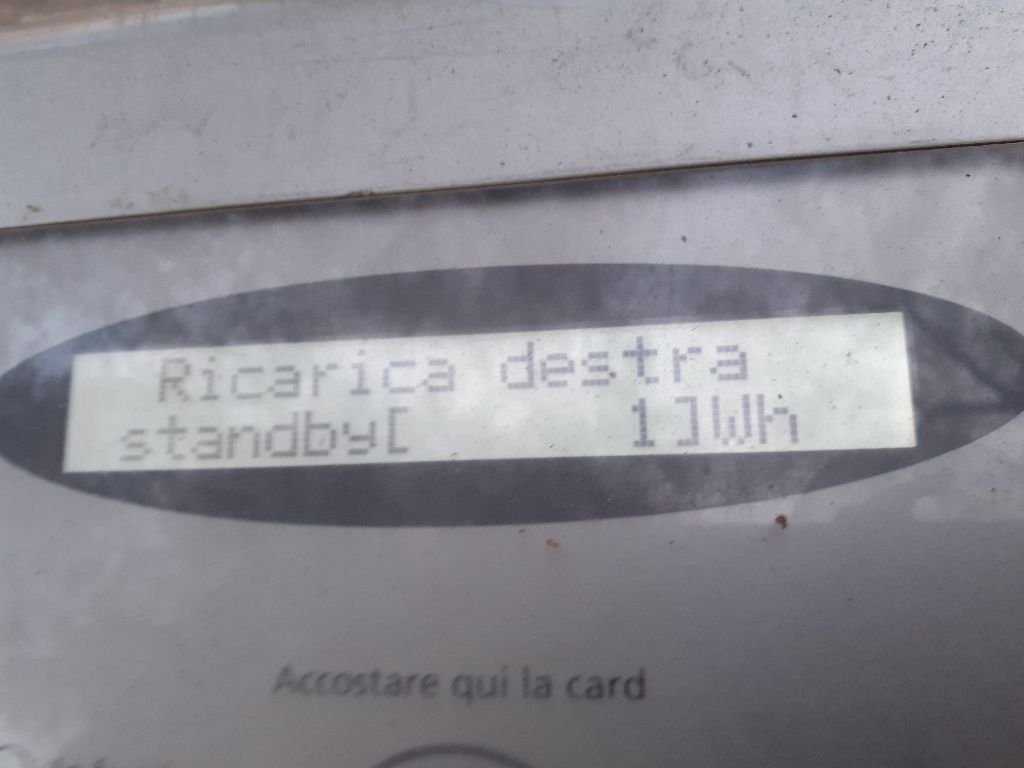 Ricarica destra
standby[ 1]Wh
Accostare qui la card